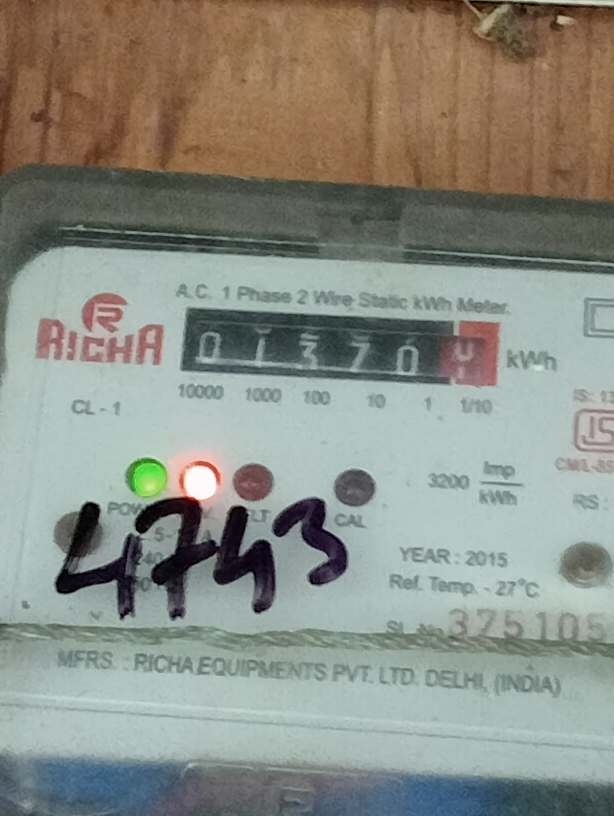 A.C. 1 Phase 2 Wire Static kWh Meter.
RICHA
0 1 3 7 0 kWh
10000 1000 100 10 1 1/10
CL - 1
3200 Imp/kWh
CAL
4743
YEAR : 2015
Ref. Temp. - 27°C
Sl. No. 375105
MFRS. : RICHA EQUIPMENTS PVT. LTD. DELHI, (INDIA)